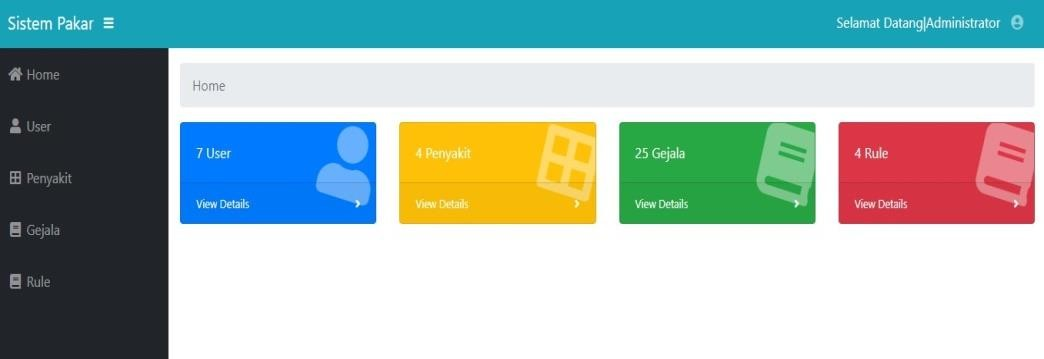 Sistem Pakar
Selamat Datang|Administrator
Home
User
Penyakit
Gejala
Rule
Home
7 User
View Details
4 Penyakit
View Details
25 Gejala
View Details
4 Rule
View Details